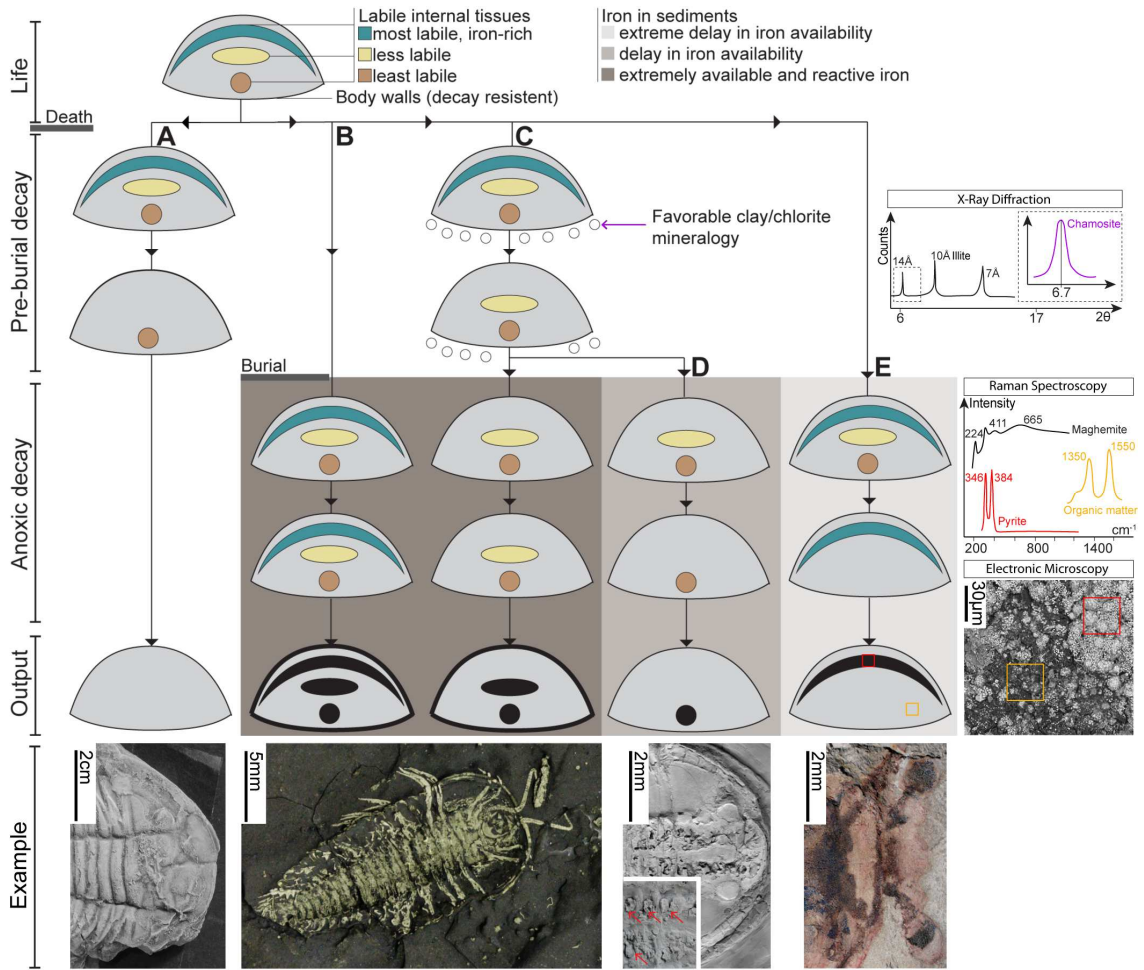 Life
Labile internal tissues
most labile, iron-rich
less labile
least labile
Body walls (decay resistent)
Iron in sediments
extreme delay in iron availability
delay in iron availability
extremely available and reactive iron
Death
A
B
C
Pre-burial decay
Favorable clay/chlorite
mineralogy
X-Ray Diffraction
Counts
14Å
10Å Illite
7Å
Chamosite
6.7
6
17
2θ
Burial
D
E
Anoxic decay
Raman Spectroscopy
Intensity
224
411
665
Maghemite
1350
1550
346
384
Organic matter
Pyrite
cm-1
200
800
1400
Electronic Microscopy
30µm
Output
Example
2cm
5mm
2mm
2mm